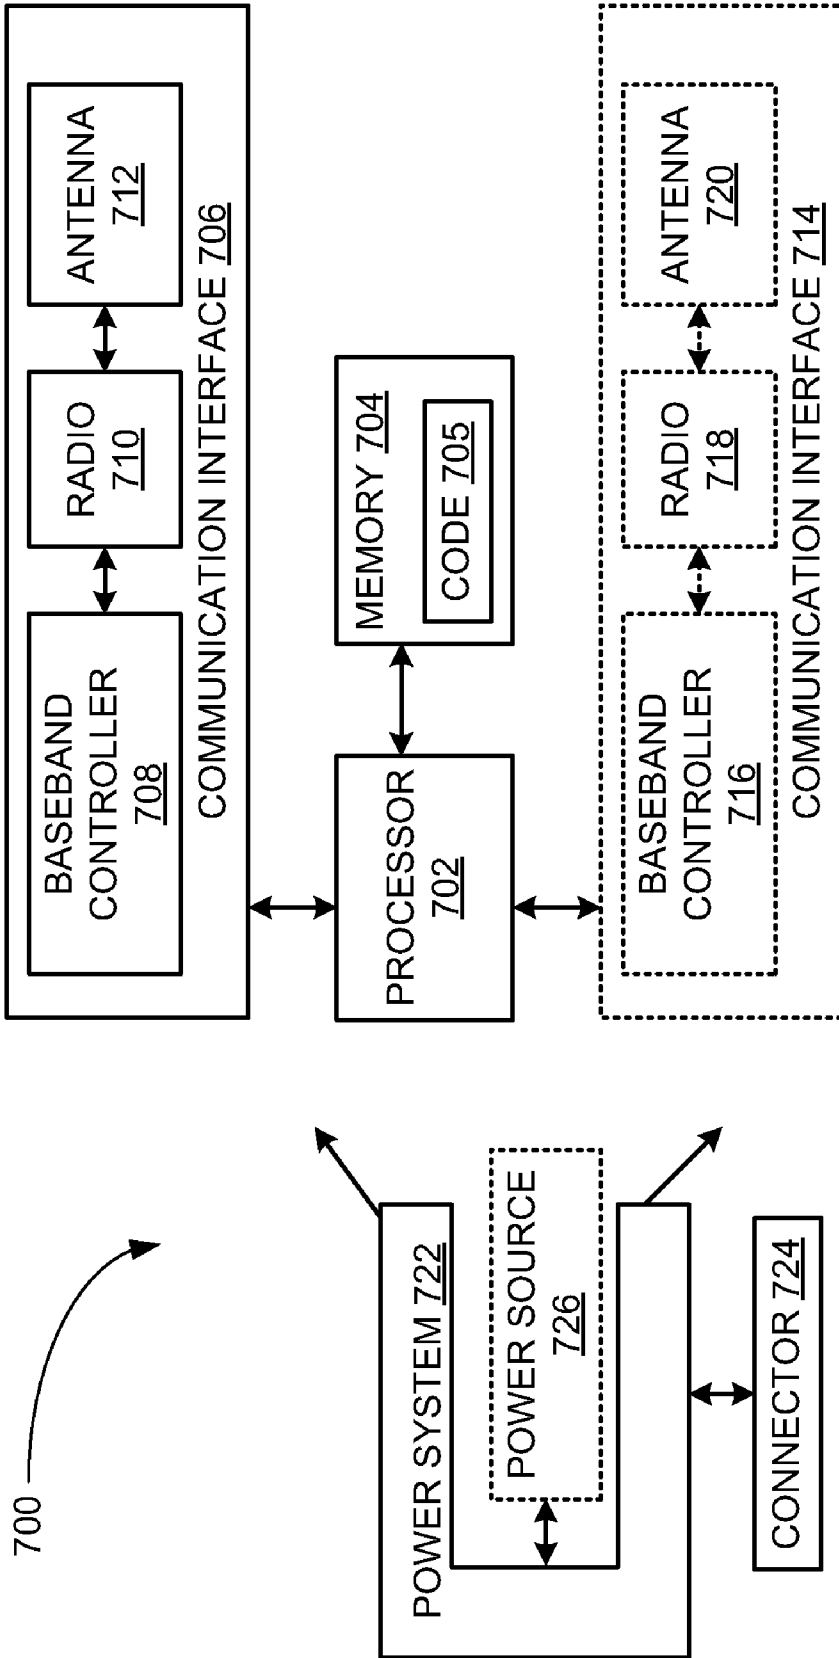 700
BASEBAND
CONTROLLER
708
RADIO
710
ANTENNA
712
COMMUNICATION INTERFACE 706
PROCESSOR
702
MEMORY 704
CODE 705
POWER SYSTEM 722
POWER SOURCE
726
CONNECTOR 724
BASEBAND
CONTROLLER
716
RADIO
718
ANTENNA
720
COMMUNICATION INTERFACE 714